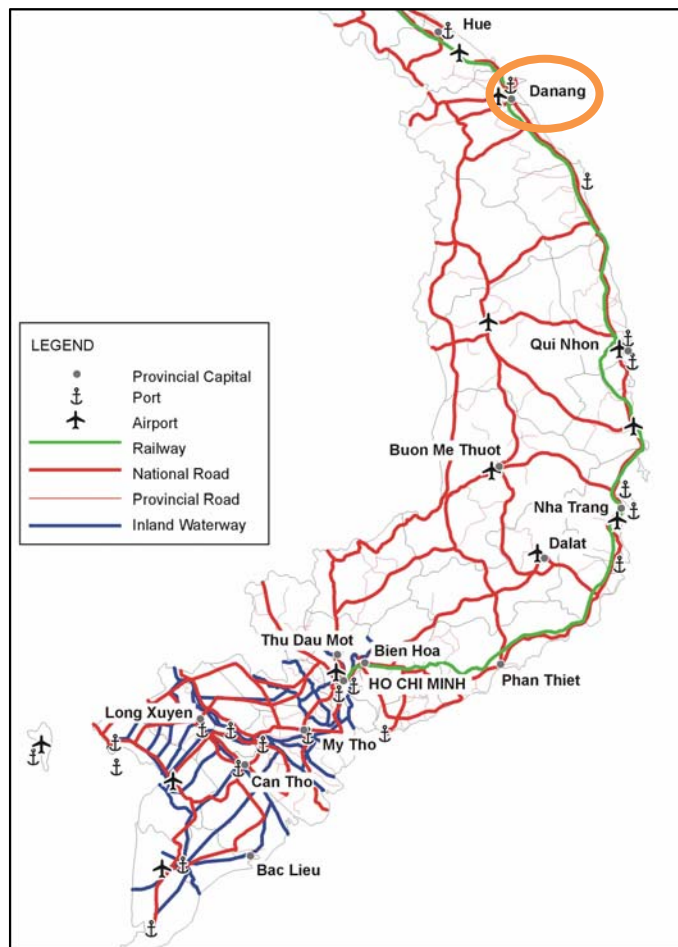 Hue
Danang
Qui Nhon
LEGEND
Provincial Capital
Port
Airport
Railway
National Road
Provincial Road
Inland Waterway
Buon Me Thuot
Nha Trang
Dalat
Thu Dau Mot
Bien Hoa
HO CHI MINH
Phan Thiet
Long Xuyen
My Tho
Can Tho
Bac Lieu